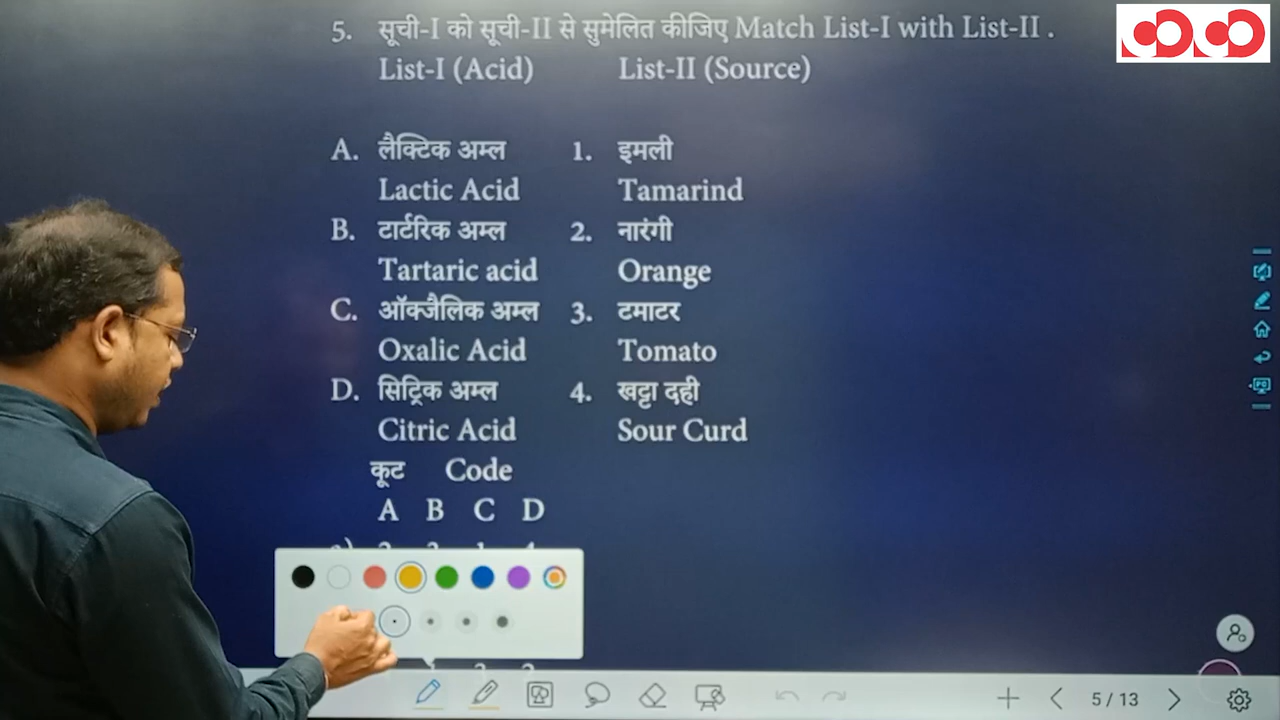 5. सूची-I को सूची-II से सुमेलित कीजिए Match List-I with List-II .
List-I (Acid) List-II (Source)
A. लैक्टिक अम्ल 1. इमली
Lactic Acid Tamarind
B. टार्टरिक अम्ल 2. नारंगी
Tartaric acid Orange
C. ऑक्जैलिक अम्ल 3. टमाटर
Oxalic Acid Tomato
D. सिट्रिक अम्ल 4. खट्टा दही
Citric Acid Sour Curd
कूट Code
A B C D
5 / 13